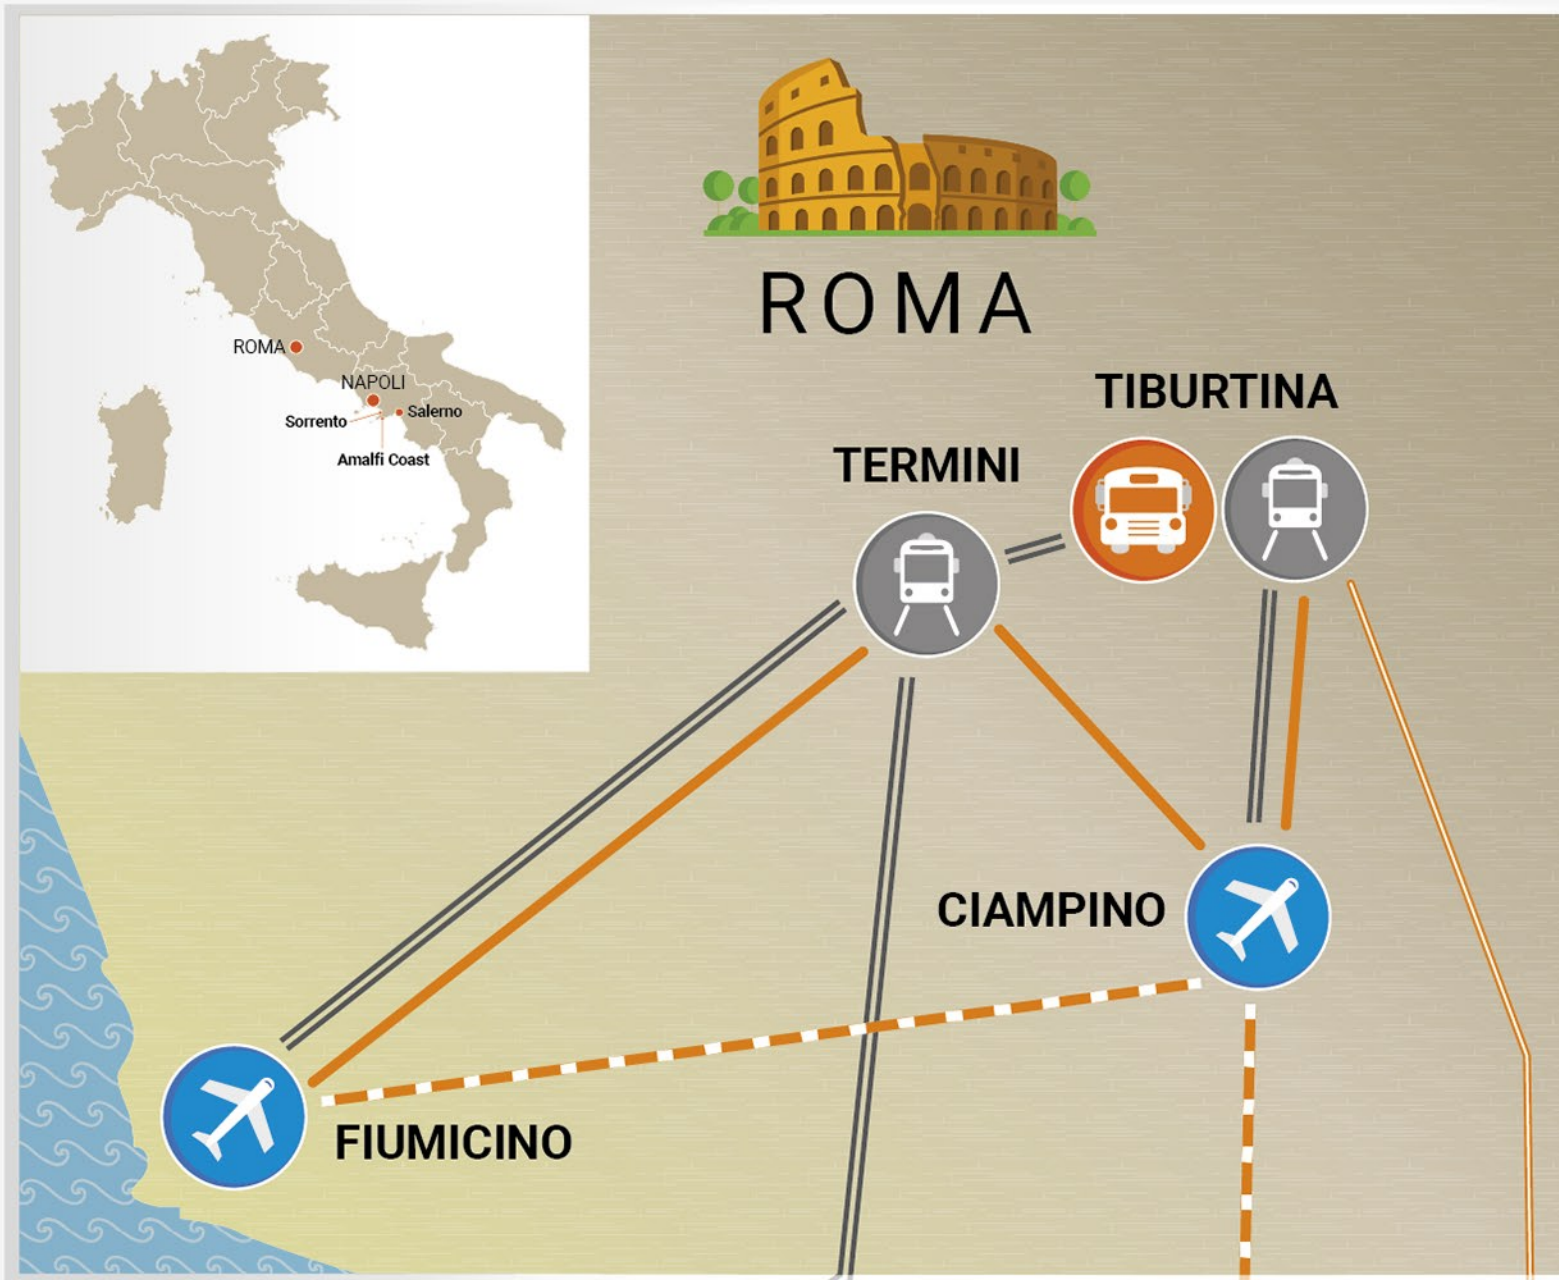 ROMA
NAPOLI
Sorrento
Salerno
Amalfi Coast
ROMA
TIBURTINA
TERMINI
CIAMPINO
FIUMICINO